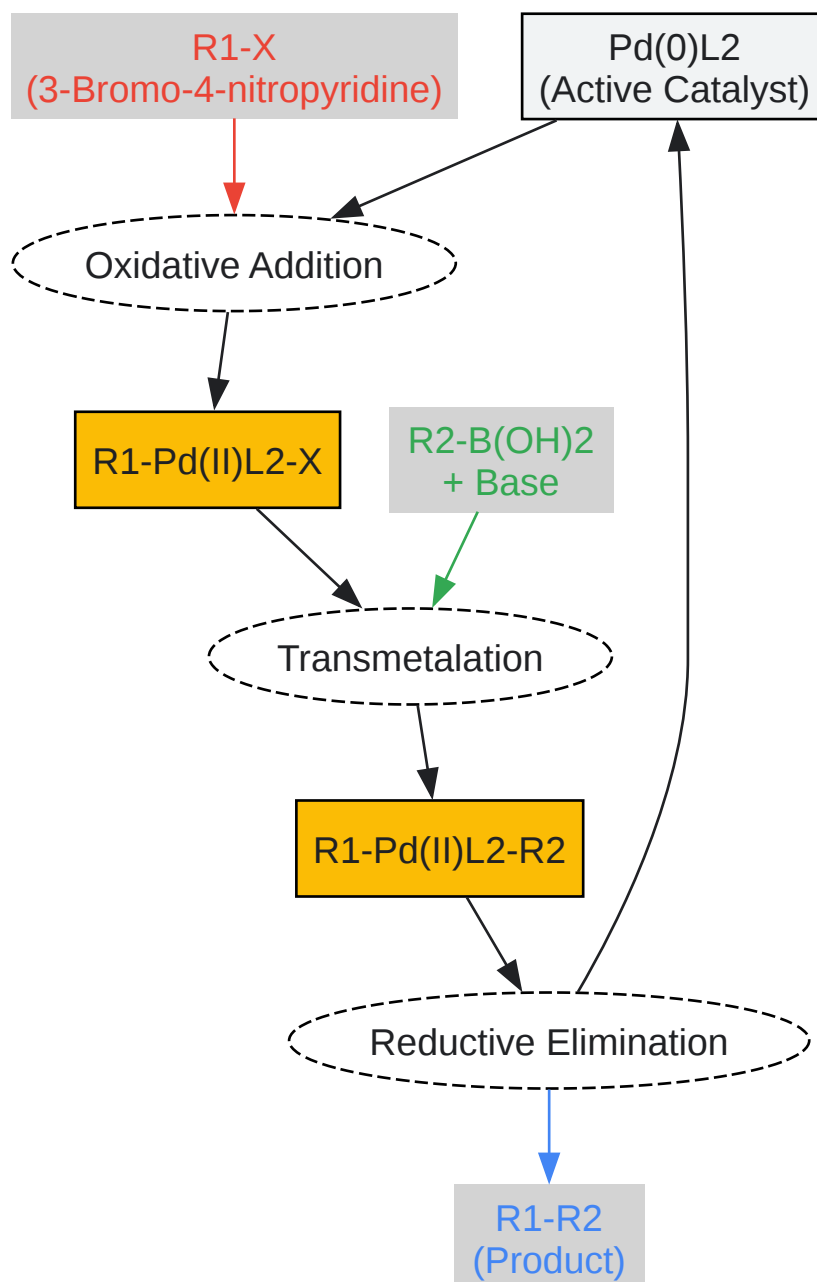 R1-X
(3-Bromo-4-nitropyridine)
Pd(0)L2
(Active Catalyst)
Oxidative Addition
R1-Pd(II)L2-X
R2-B(OH)2
+ Base
Transmetalation
R1-Pd(II)L2-R2
Reductive Elimination
R1-R2
(Product)